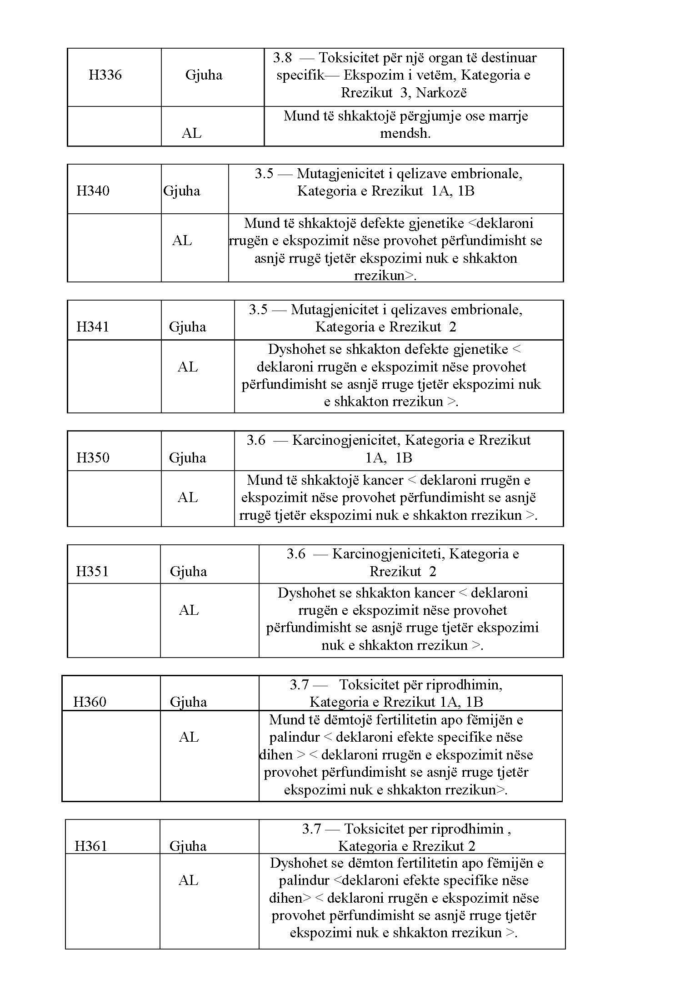 3.8 — Toksicitet për një organ të destinuar
H336 Gjuha specifik— Ekspozim i vetëm, Kategoria e
Rrezikut 3, Narkozë
Mund të shkaktojë përgjumje ose marrje
AL mendsh.
3.5 — Mutagjenicitet i qelizave embrionale,
H340 Gjuha Kategoria e Rrezikut 1A, 1B
Mund të shkaktojë defekte gjenetike <deklaroni
AL rrugën e ekspozimit nëse provohet përfundimisht se
asnjë rrugë tjetër ekspozimi nuk e shkakton
rrezikun>.
3.5 — Mutagjenicitet i qelizaves embrionale,
H341 Gjuha Kategoria e Rrezikut 2
Dyshohet se shkakton defekte gjenetike <
AL deklaroni rrugën e ekspozimit nëse provohet
përfundimisht se asnjë rruge tjetër ekspozimi nuk
e shkakton rrezikun >.
3.6 — Karcinogjenicitet, Kategoria e Rrezikut
H350 Gjuha 1A, 1B
Mund të shkaktojë kancer < deklaroni rrugën e
AL ekspozimit nëse provohet përfundimisht se asnjë
rrugë tjetër ekspozimi nuk e shkakton rrezikun >.
3.6 — Karcinogjeniciteti, Kategoria e
H351 Gjuha Rrezikut 2
Dyshohet se shkakton kancer < deklaroni
AL rrugën e ekspozimit nëse provohet
përfundimisht se asnjë rruge tjetër ekspozimi
nuk e shkakton rrezikun >.
3.7 — Toksicitet për riprodhimin,
H360 Gjuha Kategoria e Rrezikut 1A, 1B
Mund të dëmtojë fertilitetin apo fëmijën e
AL palindur < deklaroni efekte specifike nëse
dihen > < deklaroni rrugën e ekspozimit nëse
provohet përfundimisht se asnjë rruge tjetër
ekspozimi nuk e shkakton rrezikun>.
3.7 — Toksicitet per riprodhimin ,
H361 Gjuha Kategoria e Rrezikut 2
Dyshohet se dëmton fertilitetin apo fëmijën e
AL palindur <deklaroni efekte specifike nëse
dihen> < deklaroni rrugën e ekspozimit nëse
provohet përfundimisht se asnjë rruge tjetër
ekspozimi nuk e shkakton rrezikun >.